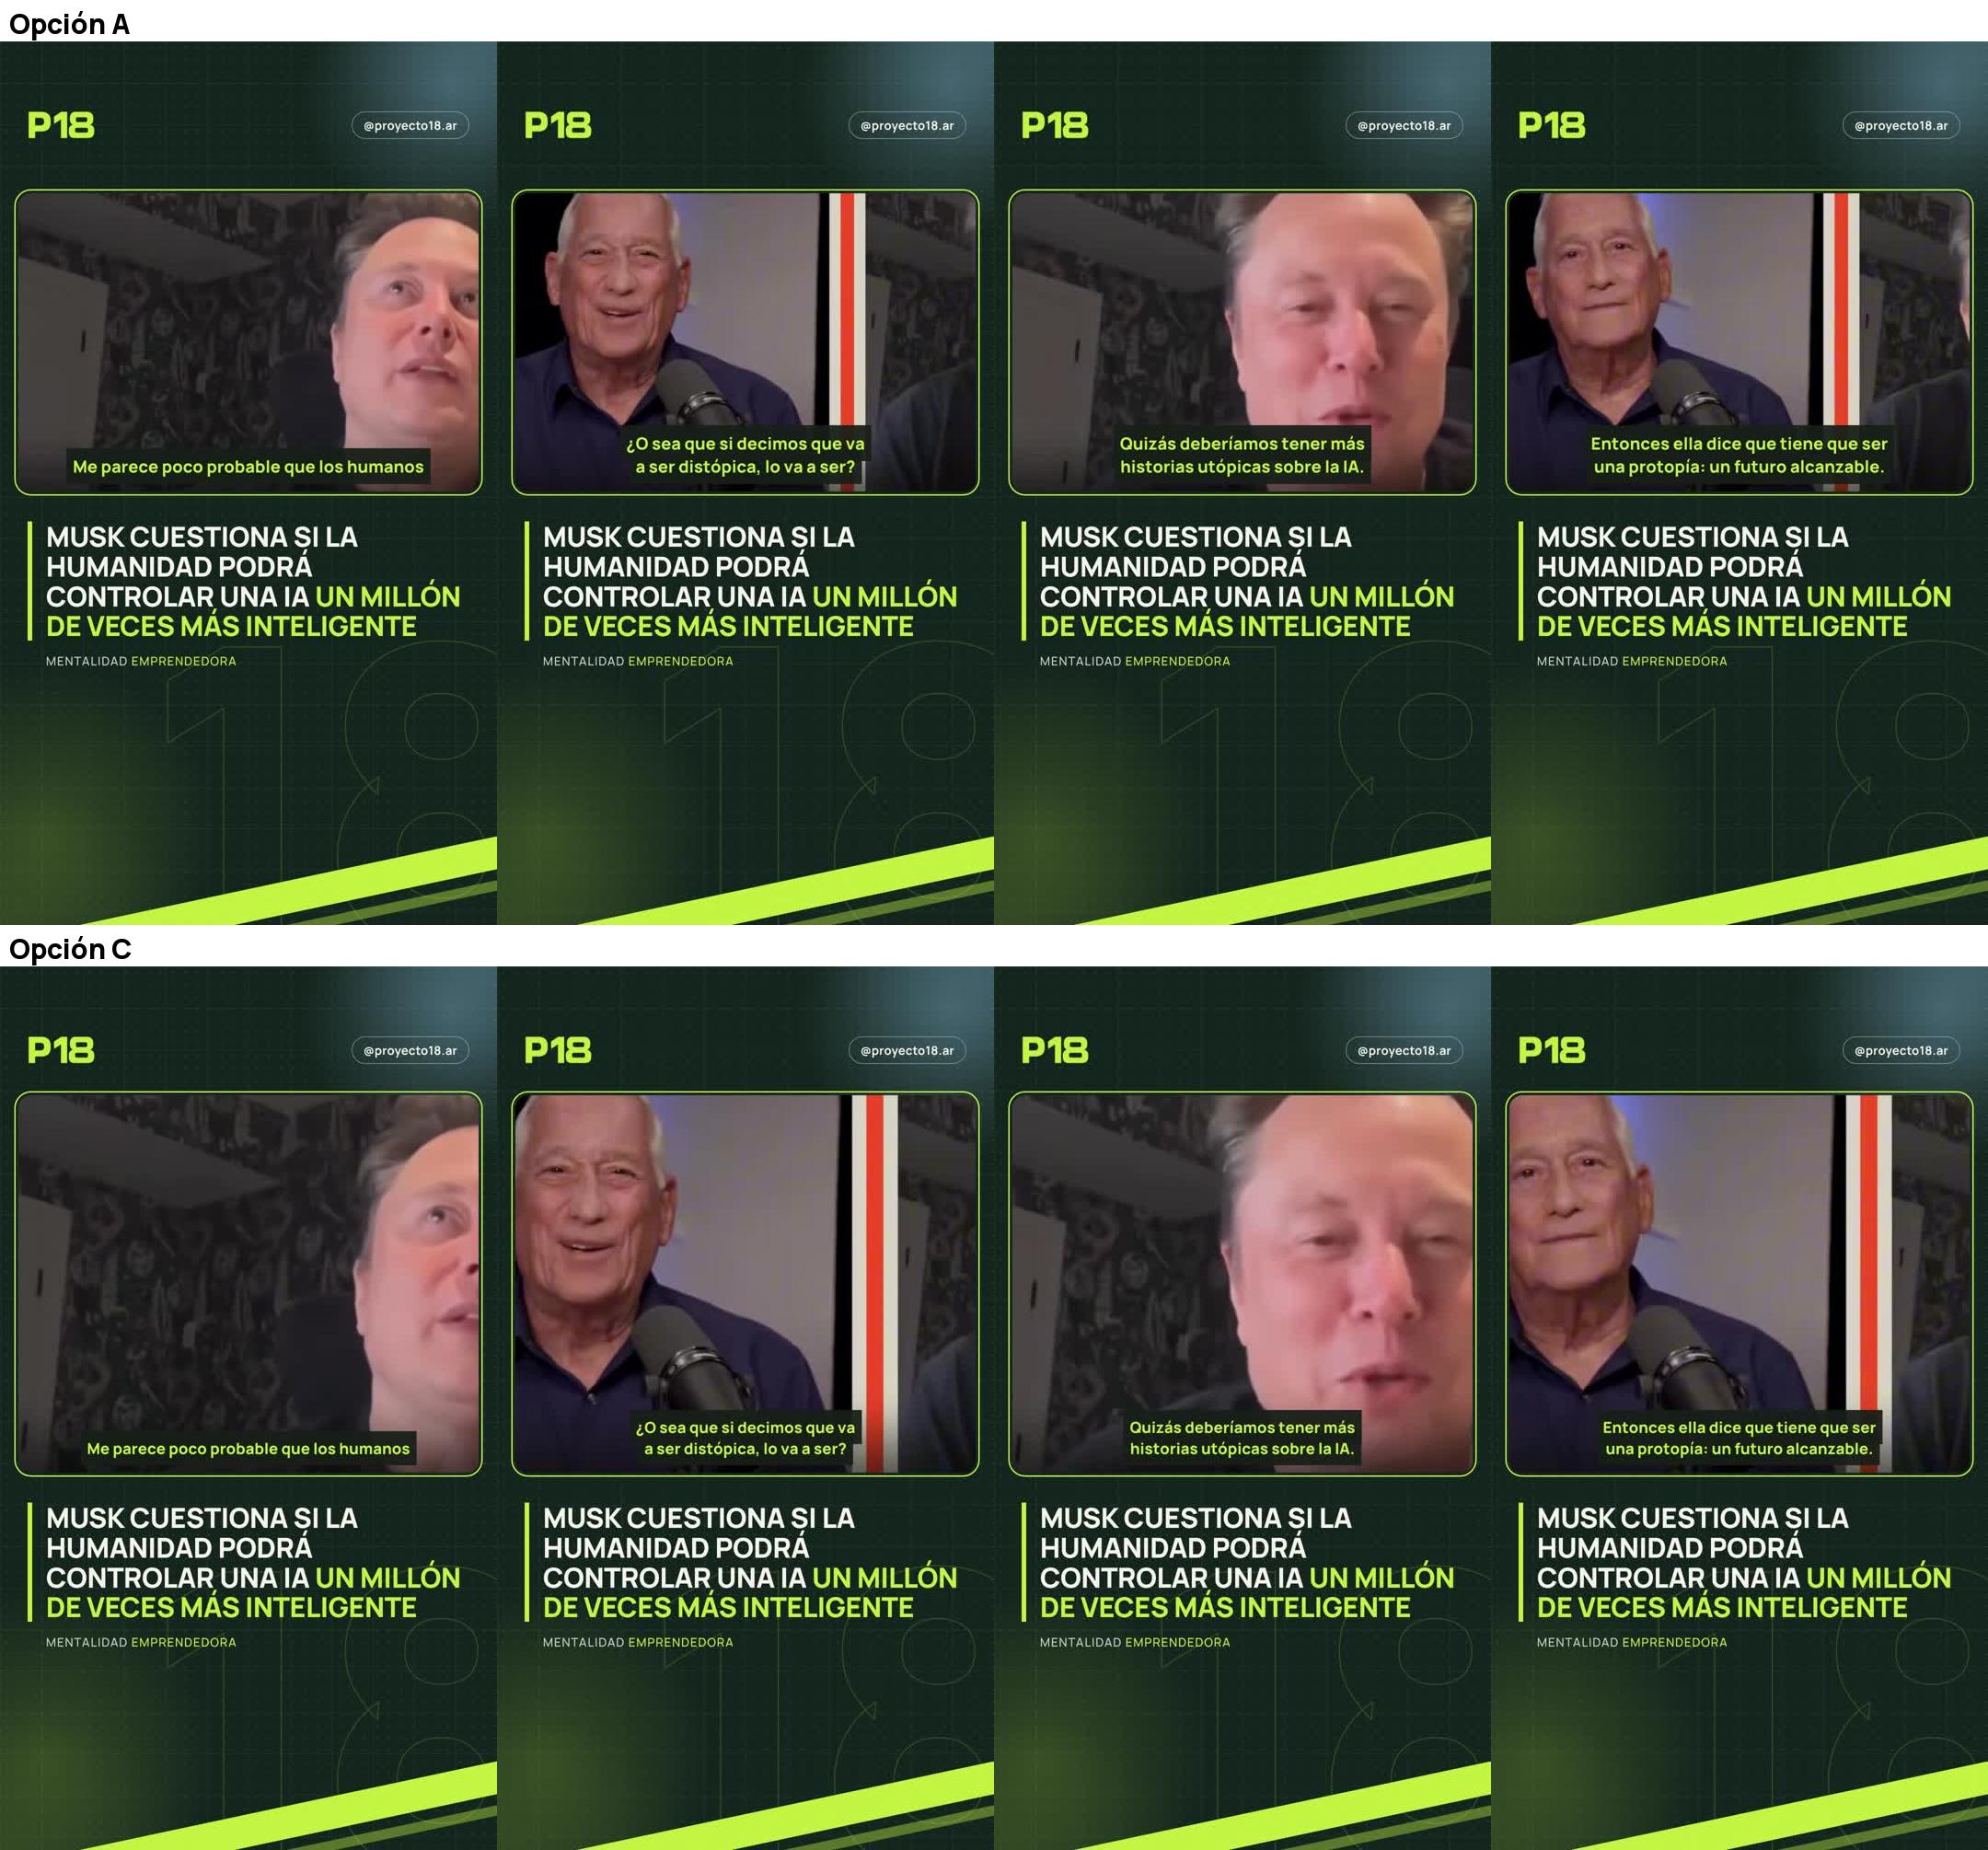 Opción A
P18
@proyecto18.ar
Me parece poco probable que los humanos
MUSK CUESTIONA SI LA
HUMANIDAD PODRÁ
CONTROLAR UNA IA UN MILLÓN
DE VECES MÁS INTELIGENTE
MENTALIDAD EMPRENDEDORA
18
P18
@proyecto18.ar
¿O sea que si decimos que va
a ser distópica, lo va a ser?
MUSK CUESTIONA SI LA
HUMANIDAD PODRÁ
CONTROLAR UNA IA UN MILLÓN
DE VECES MÁS INTELIGENTE
MENTALIDAD EMPRENDEDORA
18
P18
@proyecto18.ar
Quizás deberíamos tener más
historias utópicas sobre la IA.
MUSK CUESTIONA SI LA
HUMANIDAD PODRÁ
CONTROLAR UNA IA UN MILLÓN
DE VECES MÁS INTELIGENTE
MENTALIDAD EMPRENDEDORA
18
P18
@proyecto18.ar
Entonces ella dice que tiene que ser
una protopía: un futuro alcanzable.
MUSK CUESTIONA SI LA
HUMANIDAD PODRÁ
CONTROLAR UNA IA UN MILLÓN
DE VECES MÁS INTELIGENTE
MENTALIDAD EMPRENDEDORA
18
Opción C
P18
@proyecto18.ar
Me parece poco probable que los humanos
MUSK CUESTIONA SI LA
HUMANIDAD PODRÁ
CONTROLAR UNA IA UN MILLÓN
DE VECES MÁS INTELIGENTE
MENTALIDAD EMPRENDEDORA
18
P18
@proyecto18.ar
¿O sea que si decimos que va
a ser distópica, lo va a ser?
MUSK CUESTIONA SI LA
HUMANIDAD PODRÁ
CONTROLAR UNA IA UN MILLÓN
DE VECES MÁS INTELIGENTE
MENTALIDAD EMPRENDEDORA
18
P18
@proyecto18.ar
Quizás deberíamos tener más
historias utópicas sobre la IA.
MUSK CUESTIONA SI LA
HUMANIDAD PODRÁ
CONTROLAR UNA IA UN MILLÓN
DE VECES MÁS INTELIGENTE
MENTALIDAD EMPRENDEDORA
18
P18
@proyecto18.ar
Entonces ella dice que tiene que ser
una protopía: un futuro alcanzable.
MUSK CUESTIONA SI LA
HUMANIDAD PODRÁ
CONTROLAR UNA IA UN MILLÓN
DE VECES MÁS INTELIGENTE
MENTALIDAD EMPRENDEDORA
18